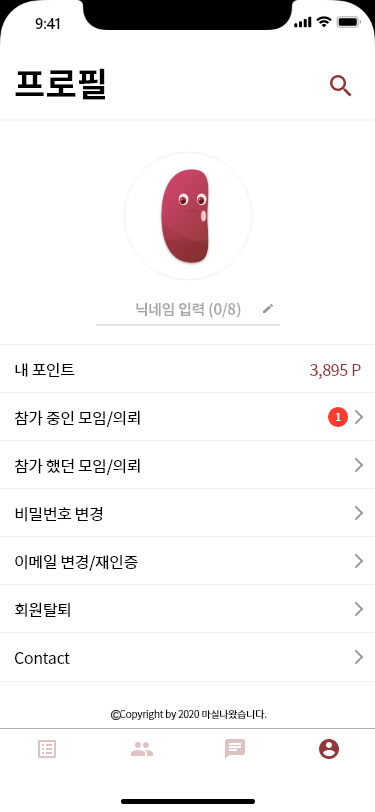 9:41
프로필
닉네임 입력 (0/8)
내 포인트 3,895 P
참가 중인 모임/의뢰 1
참가 했던 모임/의뢰
비밀번호 변경
이메일 변경/재인증
회원탈퇴
Contact
©Copyright by 2020 마실나왔습니다.